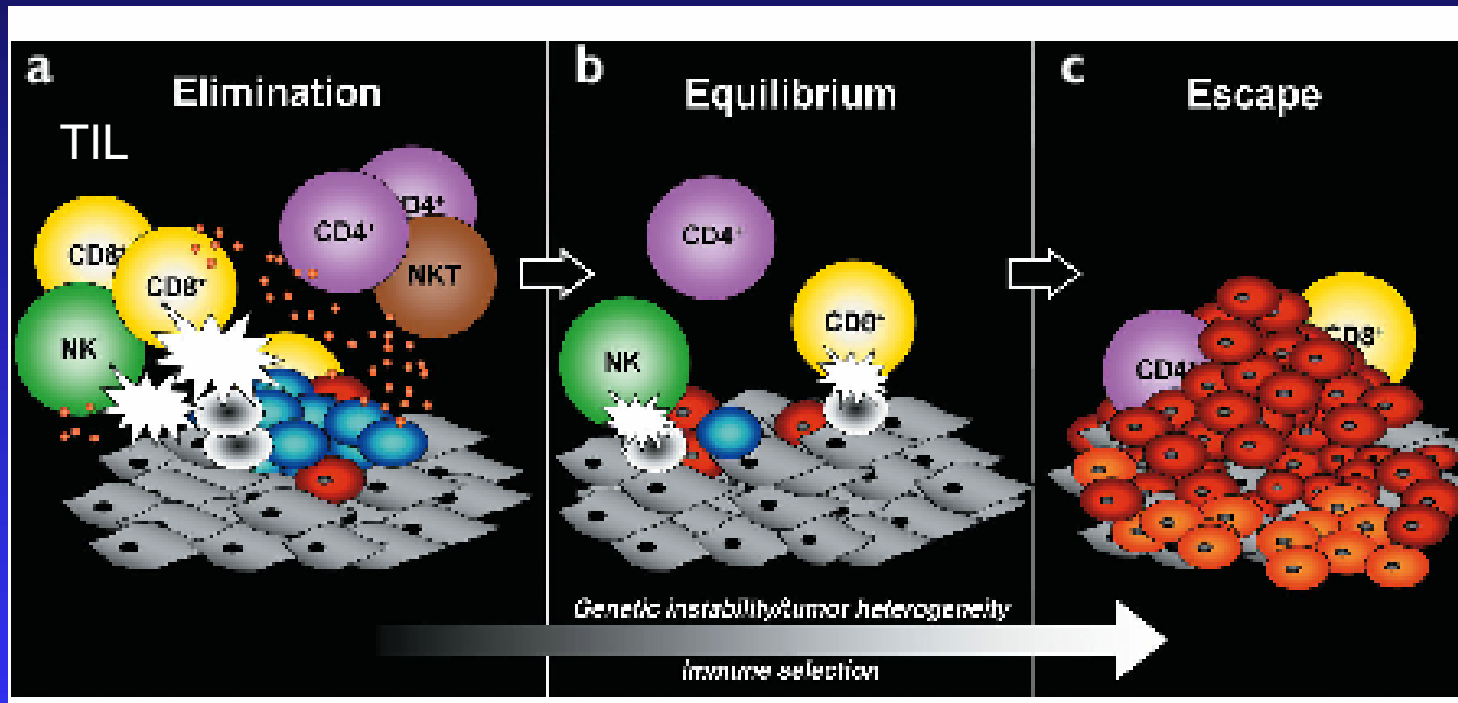 a
Elimination
TIL
CD8⁺
CD8⁺
NK
CD4⁺
D4⁺
NKT
b
Equilibrium
CD4⁺
NK
CD8⁺
c
Escape
CD4⁺
CD8⁺
Genetic instability/tumor heterogeneity
Immune selection